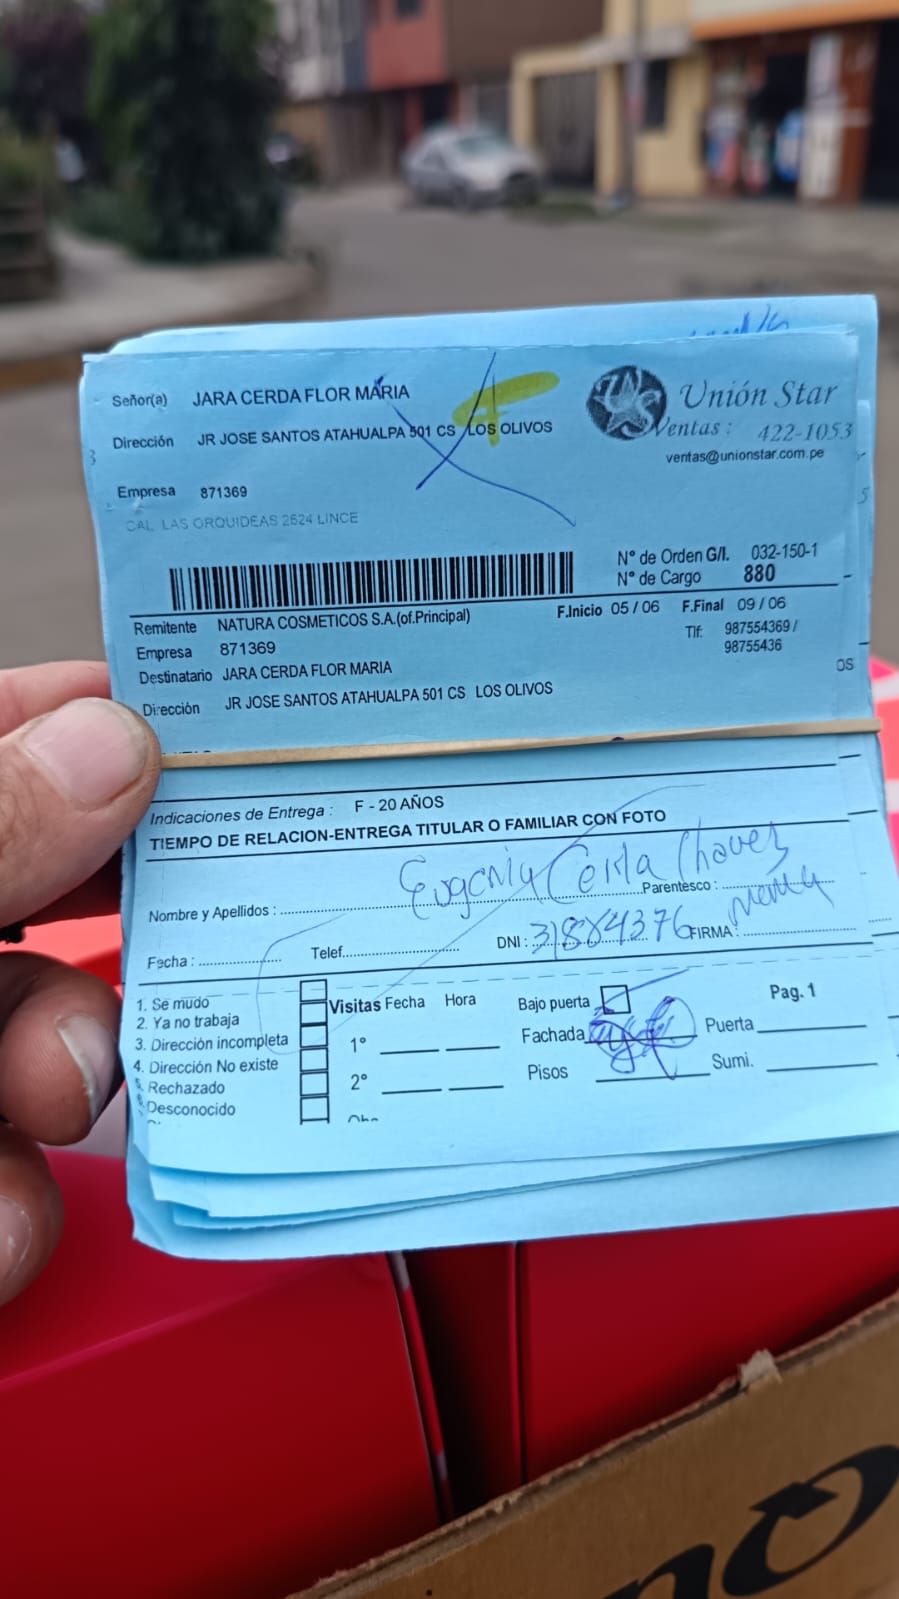 Señor(a) JARA CERDA FLOR MARIA
Dirección JR JOSE SANTOS ATAHUALPA 501 CS LOS OLIVOS
Empresa 871369
CAL LAS ORQUIDEAS 2624 LINCE
Unión Star
Ventas : 422-1053
ventas@unionstar.com.pe
N° de Orden G/I. 032-150-1
N° de Cargo 880
Remitente NATURA COSMETICOS S.A.(of.Principal)
F.Inicio 05 / 06 F.Final 09 / 06
Empresa 871369
Tlf: 987554369 /
98755436
Destinatario JARA CERDA FLOR MARIA
OS
Dirección JR JOSE SANTOS ATAHUALPA 501 CS LOS OLIVOS
Indicaciones de Entrega : F - 20 AÑOS
TIEMPO DE RELACION-ENTREGA TITULAR O FAMILIAR CON FOTO
Nombre y Apellidos : Eugenia Cerda Chavez Parentesco : mama
Fecha : Telef. DNI : 31884376 FIRMA :
1. Se mudo
2. Ya no trabaja
3. Dirección incompleta
4. Dirección No existe
Rechazado
Desconocido
Visitas Fecha Hora
1°
2°
Bajo puerta
Fachada
Pisos
Pag. 1
Puerta
Sumi.